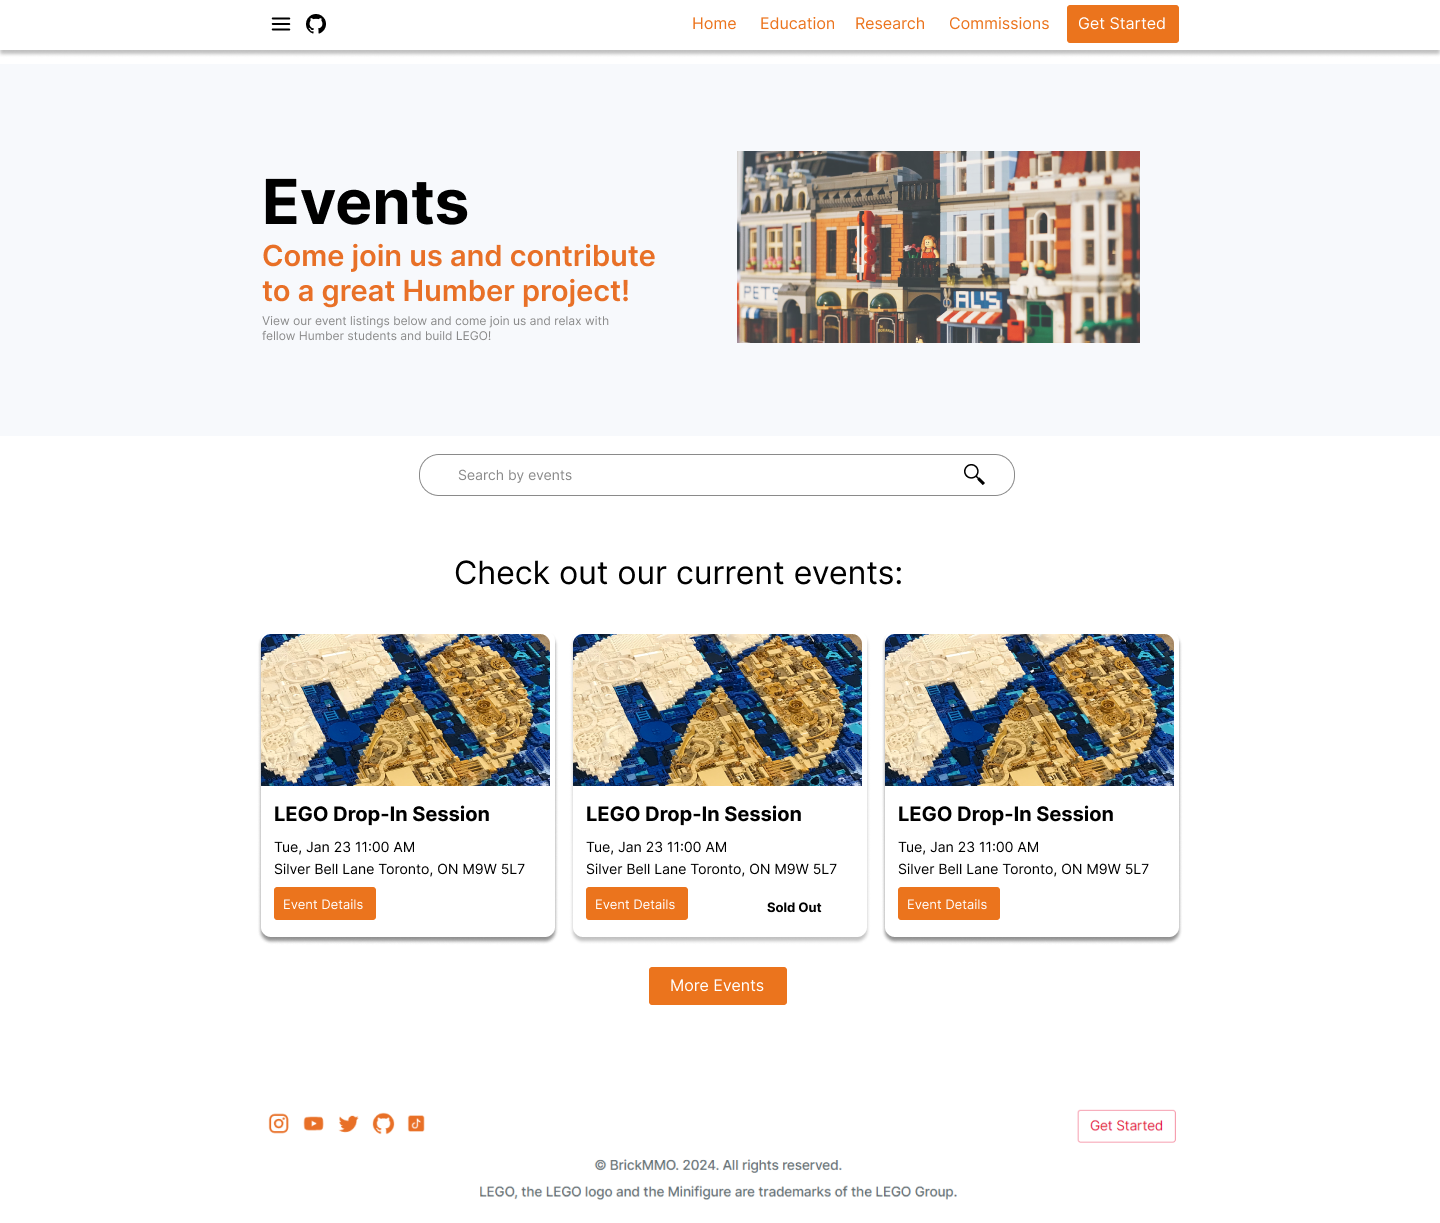 Home Education Research Commissions Get Started
Events
Come join us and contribute
to a great Humber project!
View our event listings below and come join us and relax with
fellow Humber students and build LEGO!
PETS
ALS
Search by events
Check out our current events:
LEGO Drop-In Session
Tue, Jan 23 11:00 AM
Silver Bell Lane Toronto, ON M9W 5L7
Event Details
LEGO Drop-In Session
Tue, Jan 23 11:00 AM
Silver Bell Lane Toronto, ON M9W 5L7
Event Details
Sold Out
LEGO Drop-In Session
Tue, Jan 23 11:00 AM
Silver Bell Lane Toronto, ON M9W 5L7
Event Details
More Events
Get Started
© BrickMMO. 2024. All rights reserved.
LEGO, the LEGO logo and the Minifigure are trademarks of the LEGO Group.